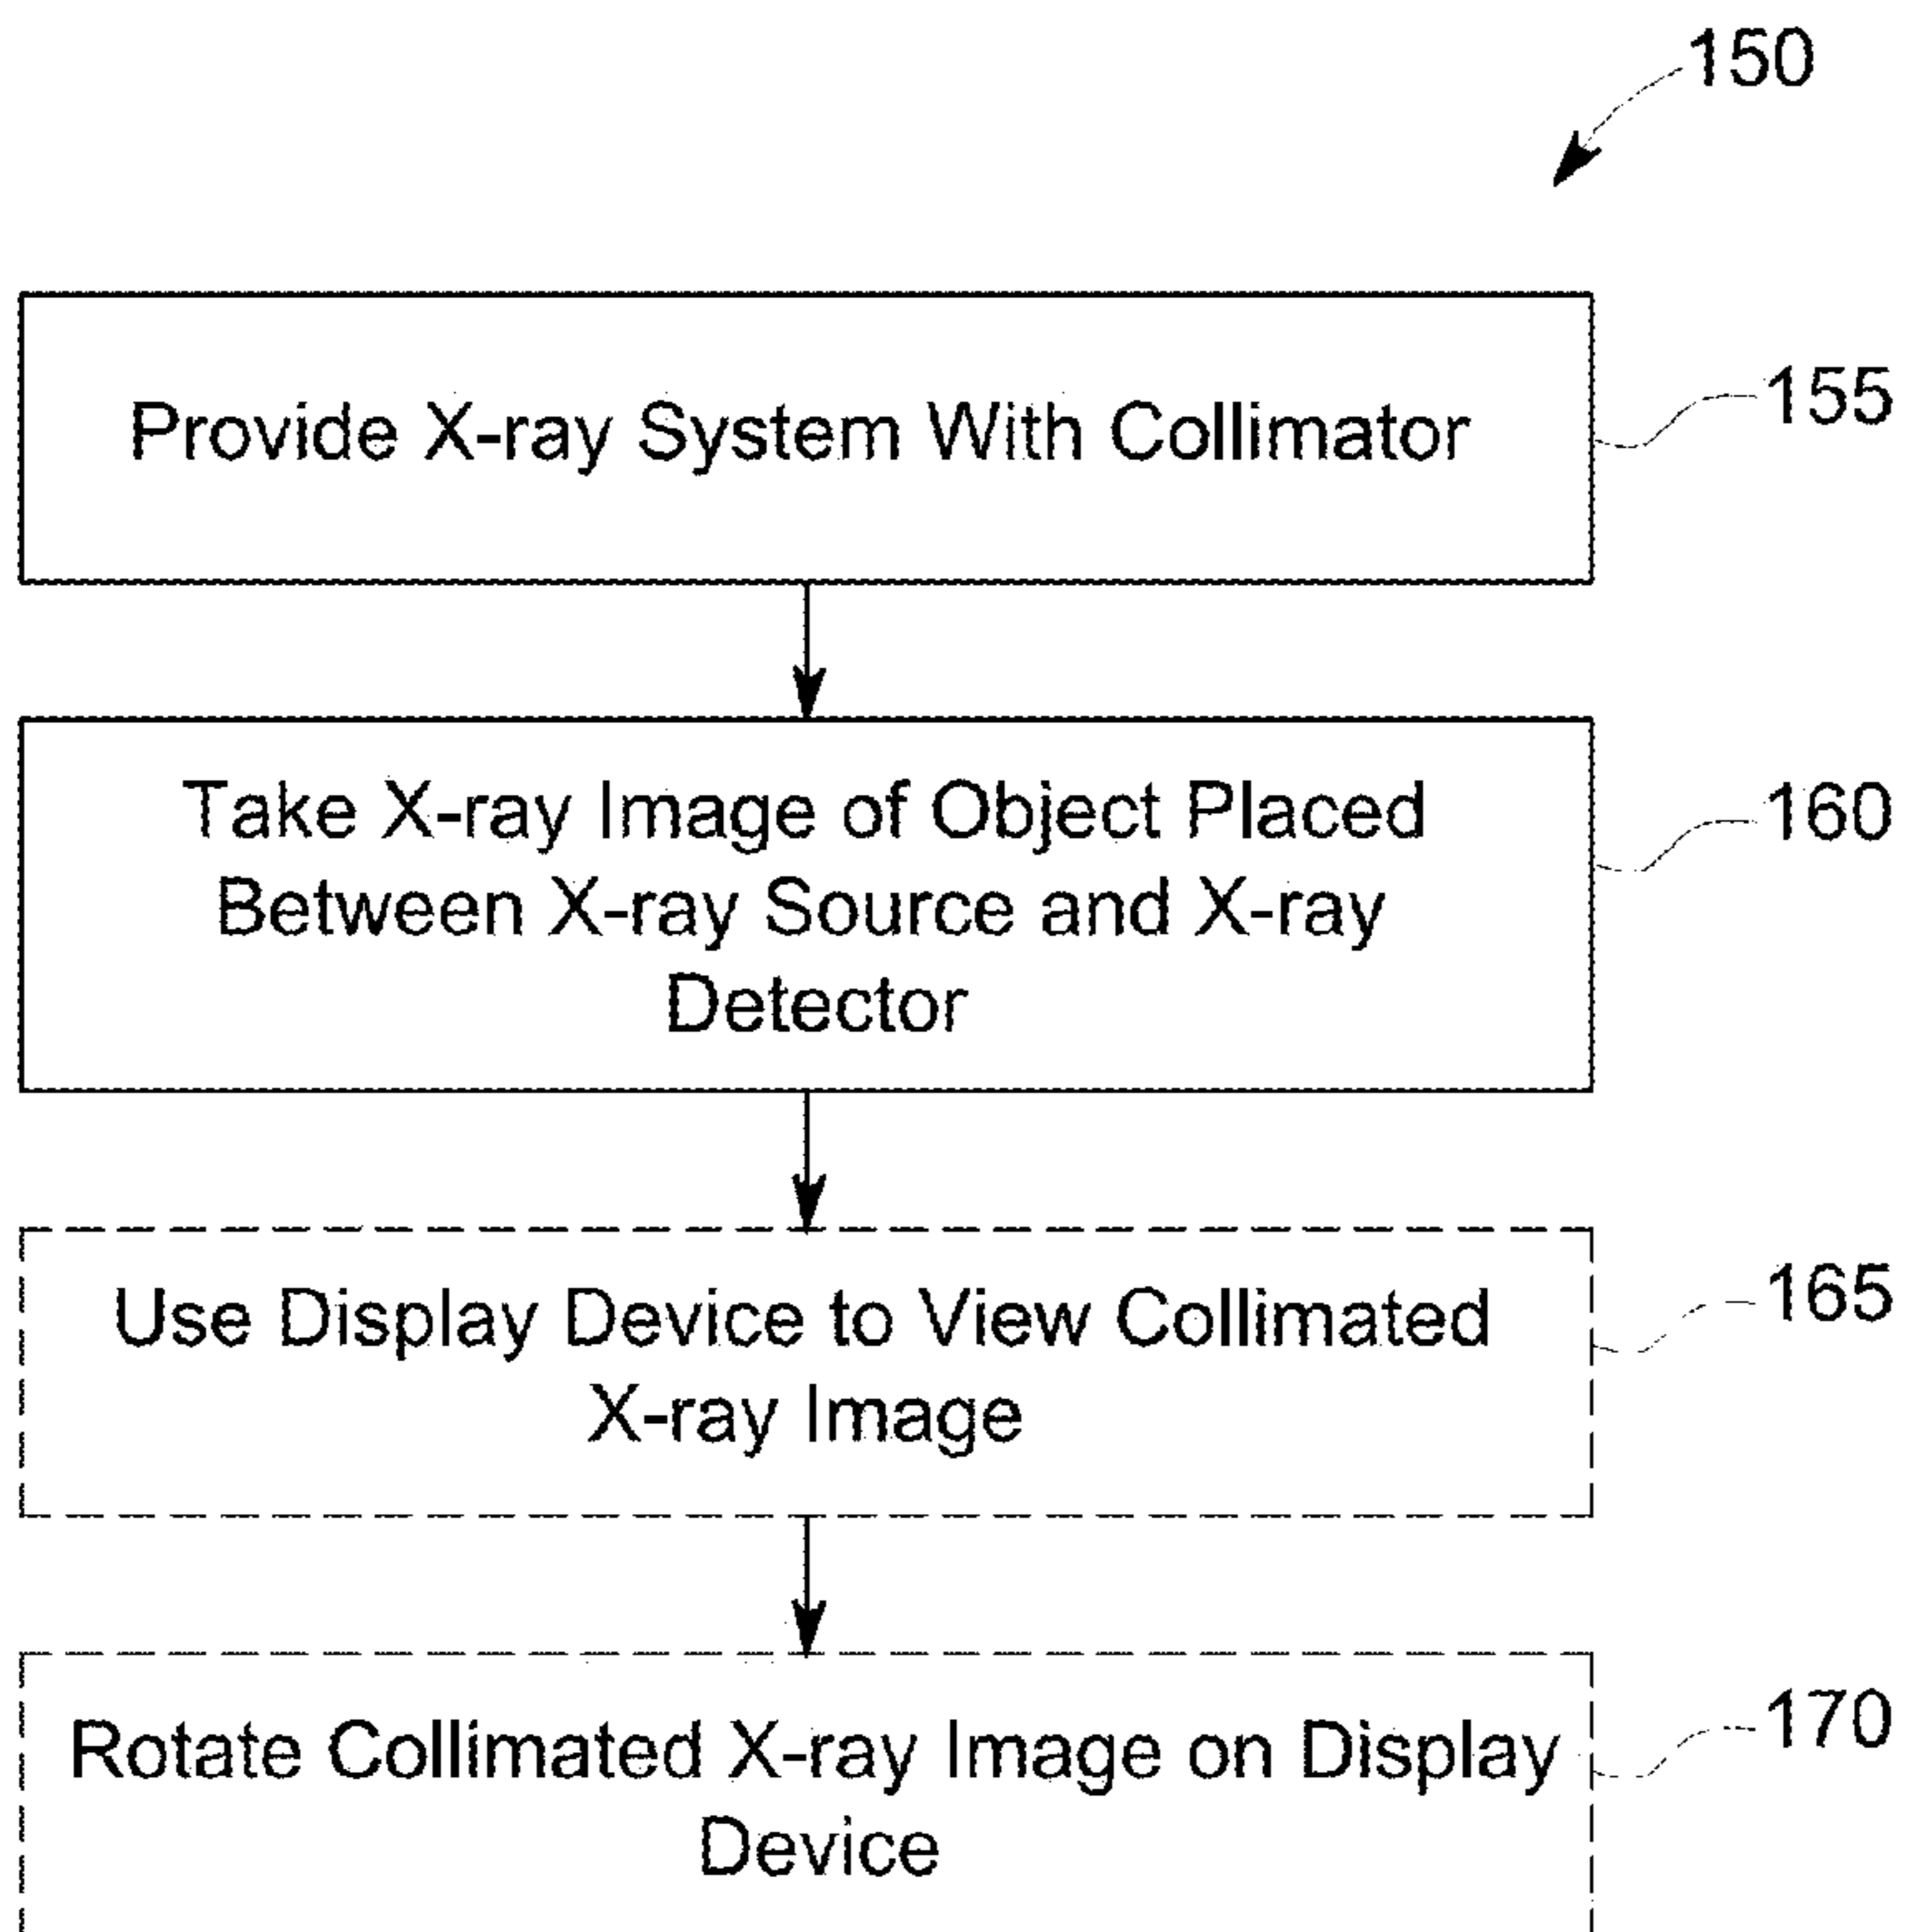 150
Provide X-ray System With Collimator
155
Take X-ray Image of Object Placed
Between X-ray Source and X-ray
Detector
160
Use Display Device to View Collimated
X-ray Image
165
Rotate Collimated X-ray Image on Display
Device
170